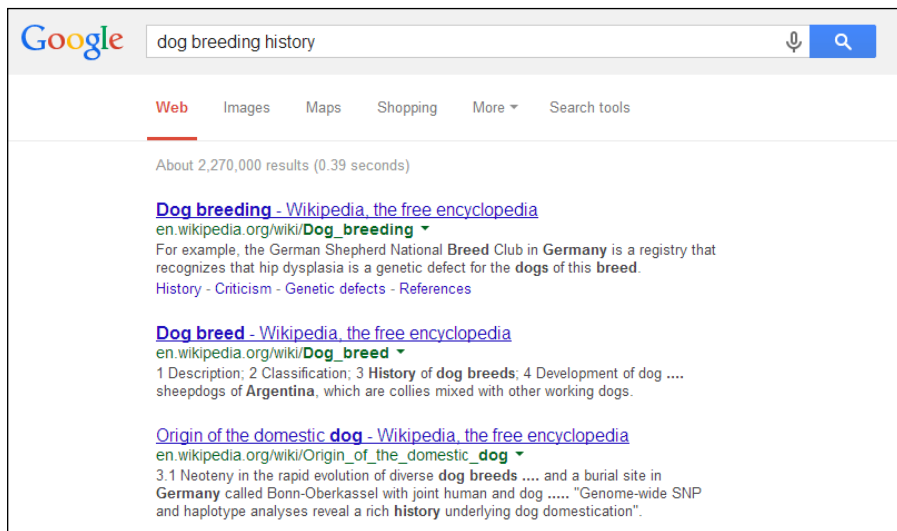 Google
dog breeding history
Web Images Maps Shopping More Search tools
About 2,270,000 results (0.39 seconds)
Dog breeding - Wikipedia, the free encyclopedia
en.wikipedia.org/wiki/Dog_breeding
For example, the German Shepherd National Breed Club in Germany is a registry that
recognizes that hip dysplasia is a genetic defect for the dogs of this breed.
History - Criticism - Genetic defects - References
Dog breed - Wikipedia, the free encyclopedia
en.wikipedia.org/wiki/Dog_breed
1 Description; 2 Classification; 3 History of dog breeds; 4 Development of dog ....
sheepdogs of Argentina, which are collies mixed with other working dogs.
Origin of the domestic dog - Wikipedia, the free encyclopedia
en.wikipedia.org/wiki/Origin_of_the_domestic_dog
3.1 Neoteny in the rapid evolution of diverse dog breeds .... and a burial site in
Germany called Bonn-Oberkassel with joint human and dog ..... "Genome-wide SNP
and haplotype analyses reveal a rich history underlying dog domestication".